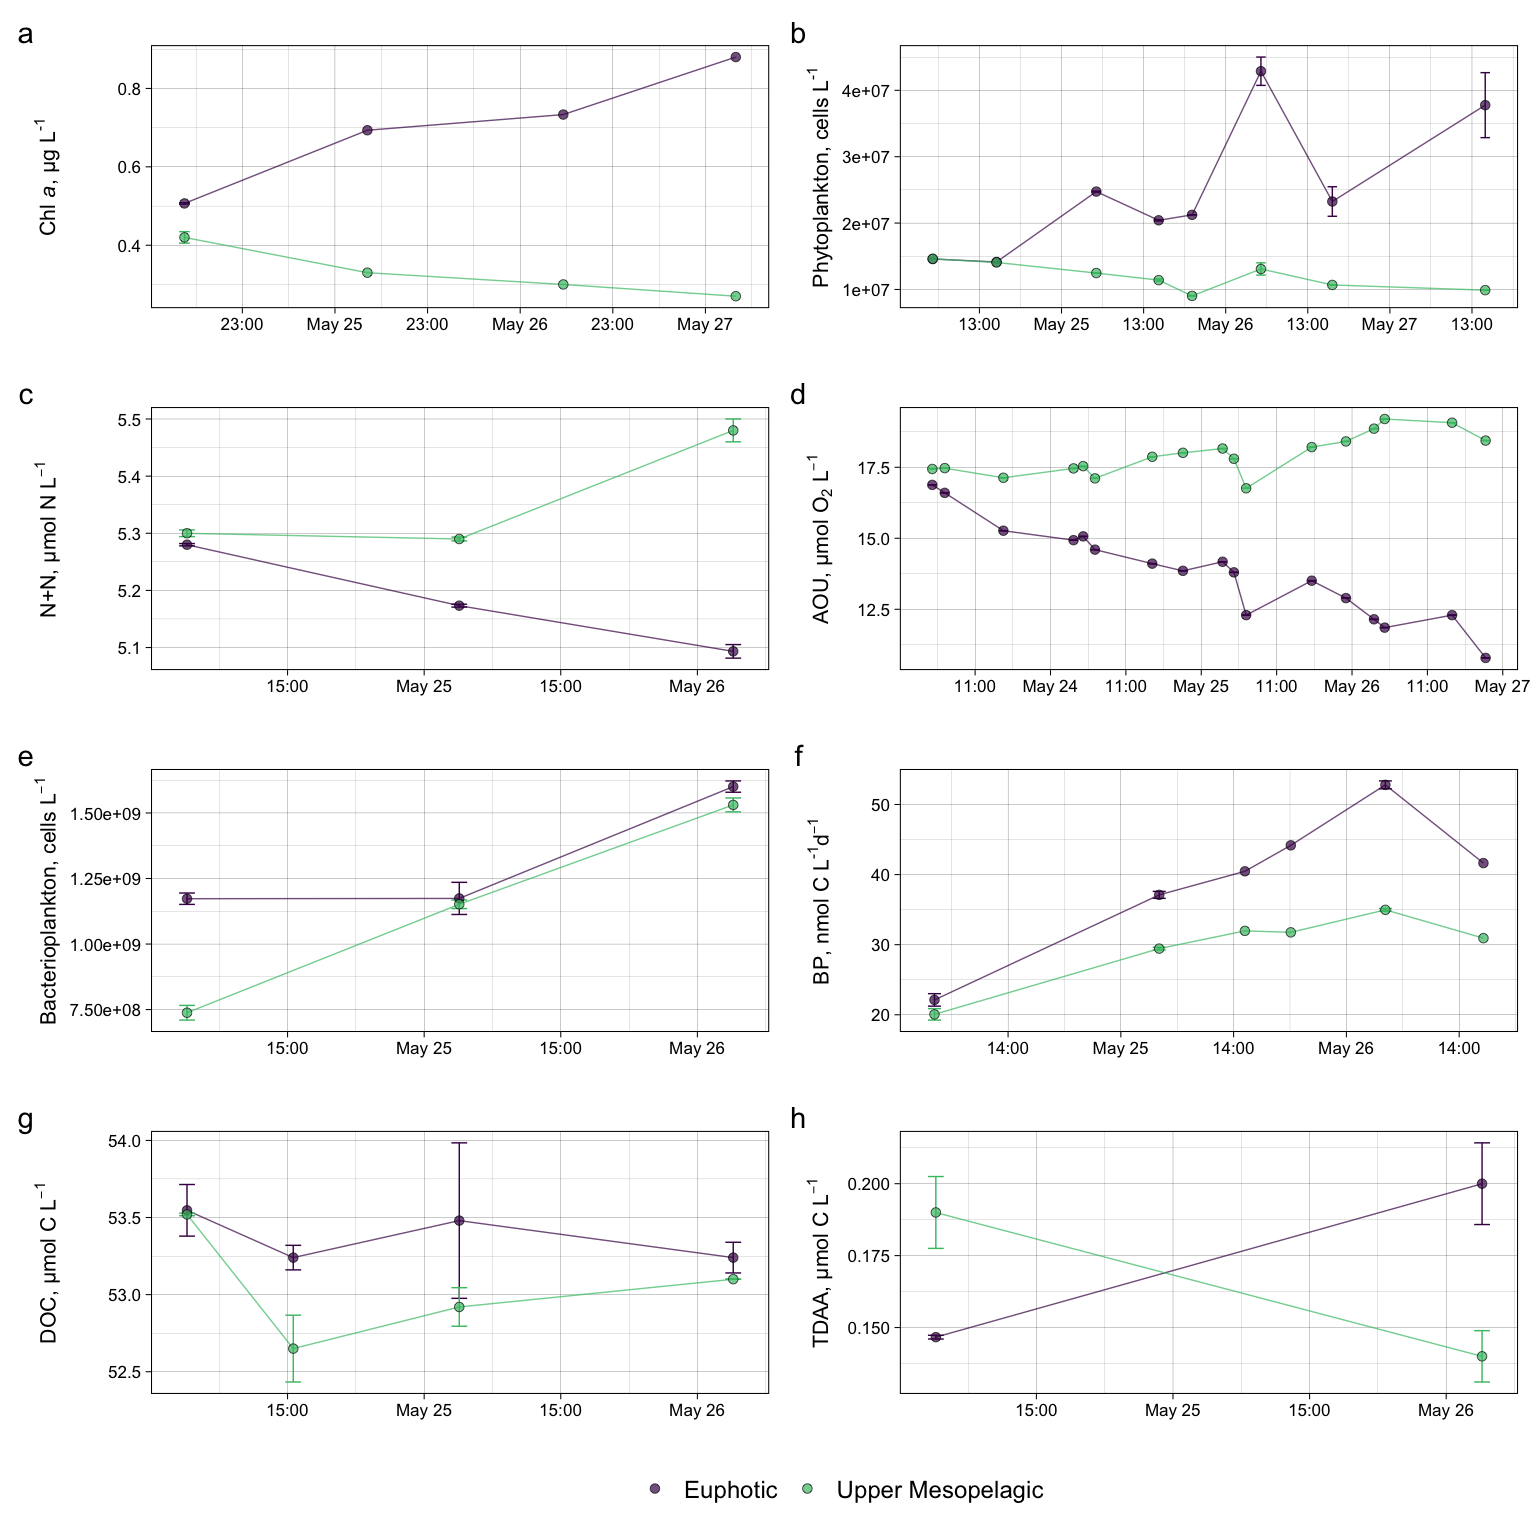 a
Chl a, μg L⁻¹
0.8
0.6
0.4
23:00 May 25 23:00 May 26 23:00 May 27
b
Phytoplankton, cells L⁻¹
4e+07
3e+07
2e+07
1e+07
13:00 May 25 13:00 May 26 13:00 May 27 13:00
c
N+N, μmol N L⁻¹
5.5
5.4
5.3
5.2
5.1
15:00 May 25 15:00 May 26
d
AOU, μmol O₂ L⁻¹
17.5
15.0
12.5
11:00 May 24 11:00 May 25 11:00 May 26 11:00 May 27
e
Bacterioplankton, cells L⁻¹
1.50e+09
1.25e+09
1.00e+09
7.50e+08
15:00 May 25 15:00 May 26
f
BP, nmol C L⁻¹d⁻¹
50
40
30
20
14:00 May 25 14:00 May 26 14:00
g
DOC, μmol C L⁻¹
54.0
53.5
53.0
52.5
15:00 May 25 15:00 May 26
h
TDAA, μmol C L⁻¹
0.200
0.175
0.150
15:00 May 25 15:00 May 26
Euphotic Upper Mesopelagic